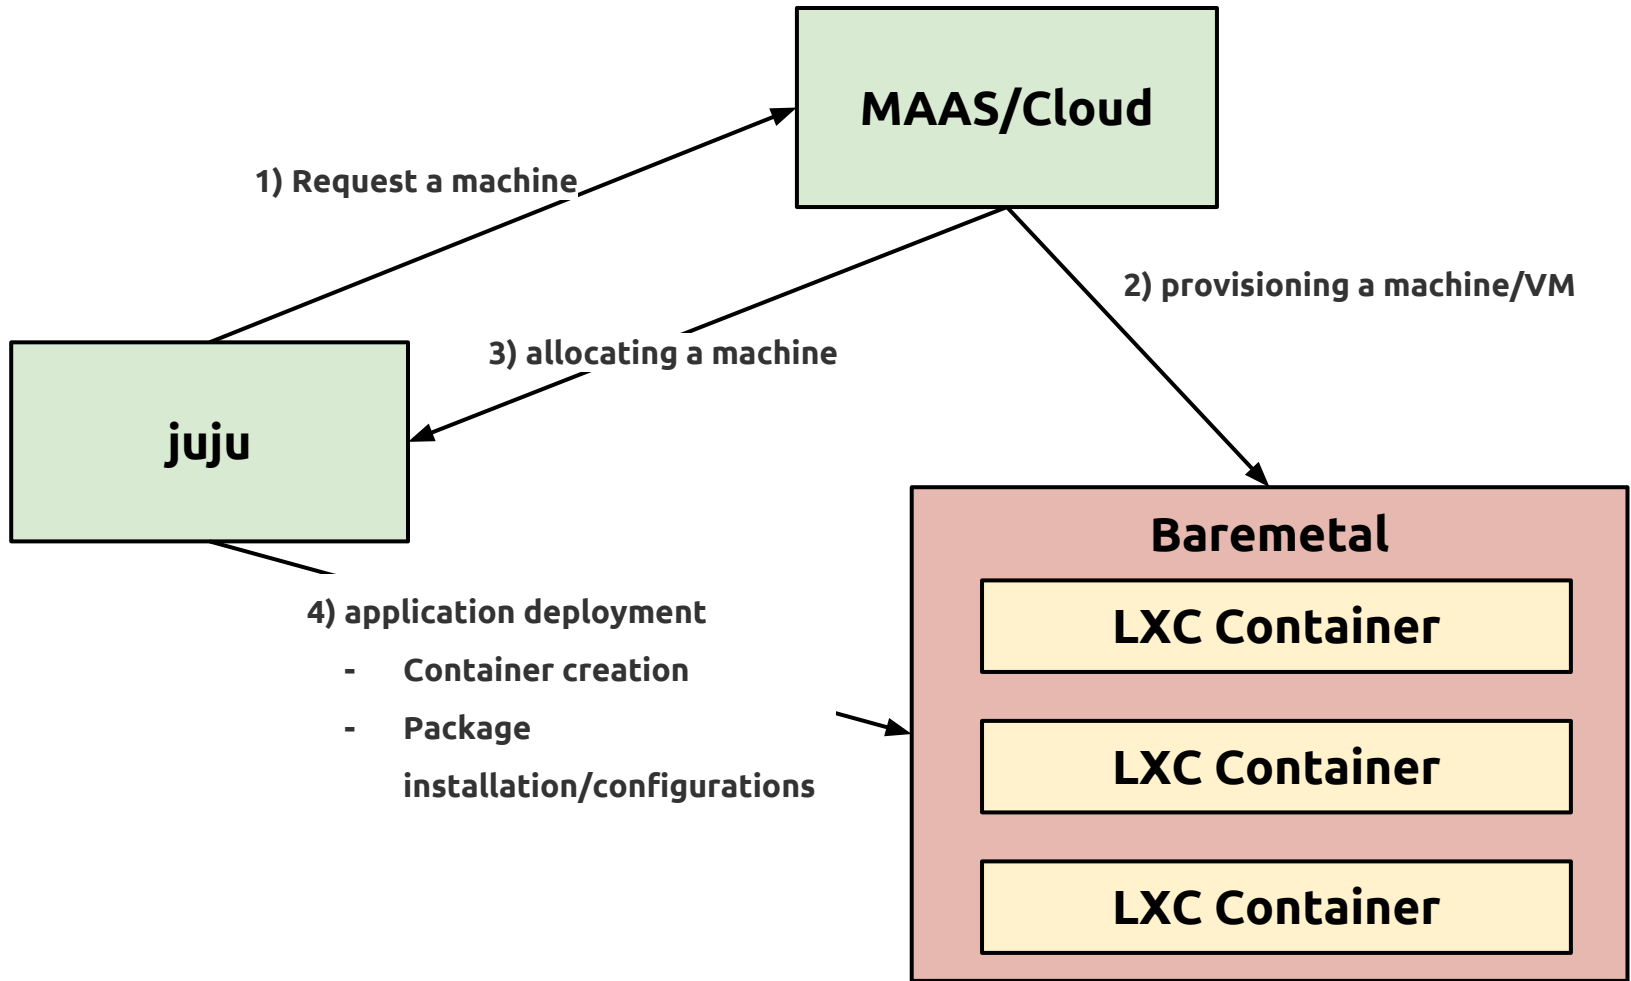 MAAS/Cloud
1) Request a machine
2) provisioning a machine/VM
3) allocating a machine
juju
4) application deployment
- Container creation
- Package
installation/configurations
Baremetal
LXC Container
LXC Container
LXC Container